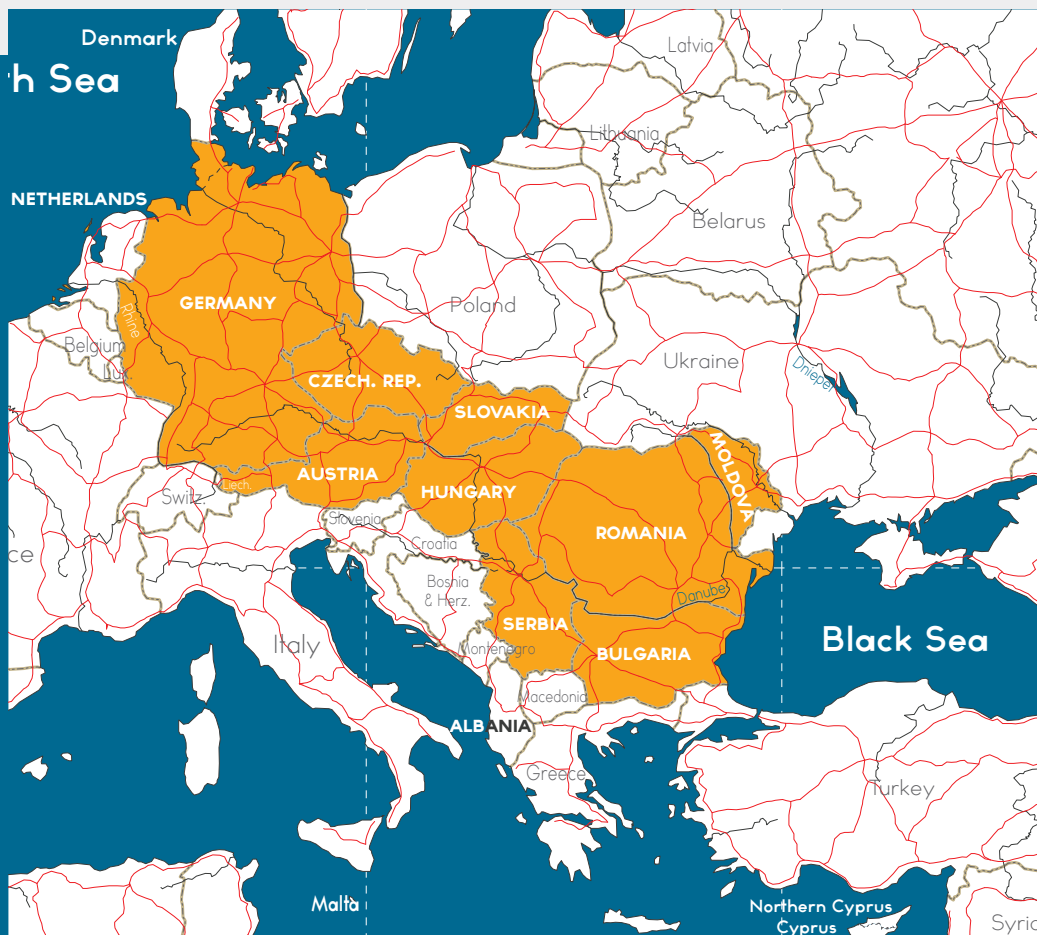 Denmark
Latvia
'h Sea
Lithuania
NETHERLANDS
Belarus
GERMANY
Poland
Rhine
Belgium
Ukraine
Lux.
Dnieper
CZECH. REP.
SLOVAKIA
MOLDOVA
AUSTRIA
Liech.
HUNGARY
Switz.
Slovenia
ROMANIA
Croatia
ce
Bosnia
& Herz.
Danube
SERBIA
Black Sea
Italy
Montenegro
BULGARIA
Macedonia
ALBANIA
Greece
Turkey
Malta
Northern Cyprus
Cyprus
Syric